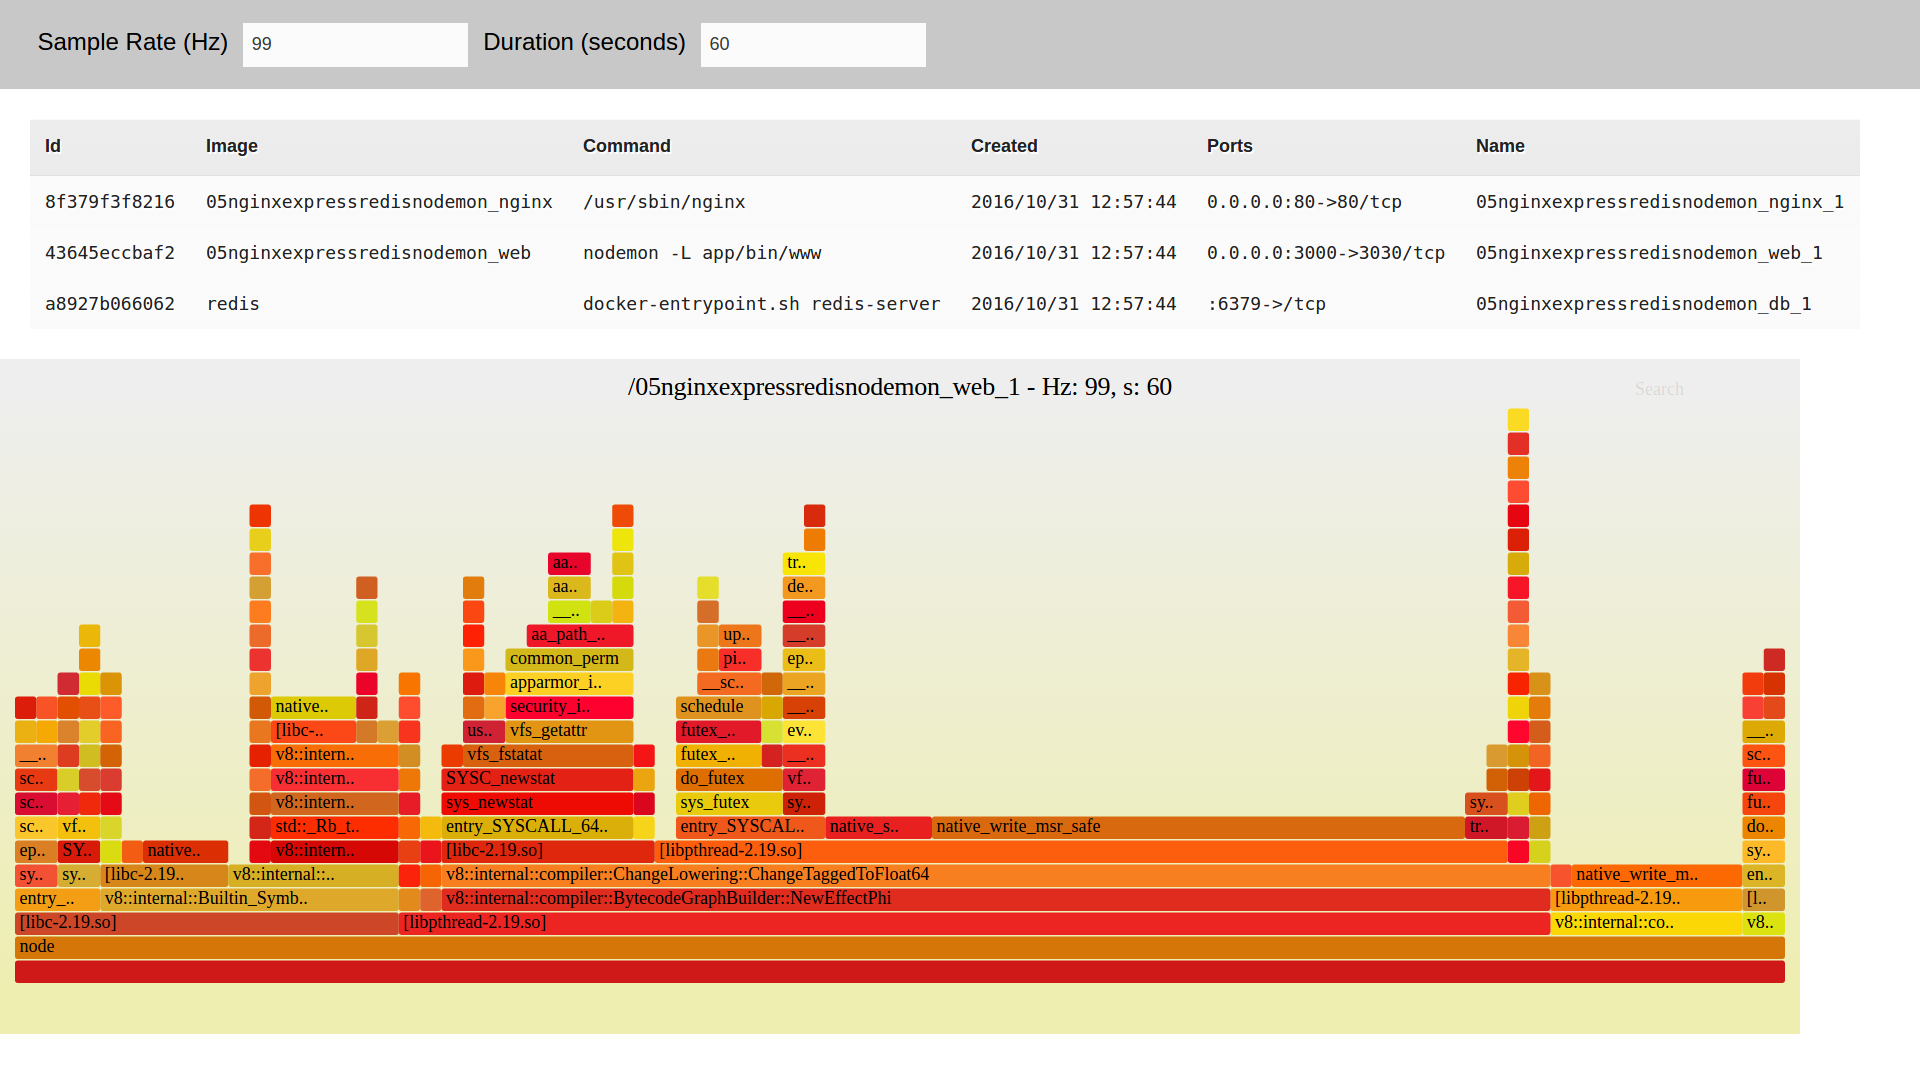 Sample Rate (Hz) 99 Duration (seconds) 60
Id Image Command Created Ports Name
8f379f3f8216 05nginxexpressredisnodemon_nginx /usr/sbin/nginx 2016/10/31 12:57:44 0.0.0.0:80->80/tcp 05nginxexpressredisnodemon_nginx_1
43645eccbaf2 05nginxexpressredisnodemon_web nodemon -L app/bin/www 2016/10/31 12:57:44 0.0.0.0:3000->3030/tcp 05nginxexpressredisnodemon_web_1
a8927b066062 redis docker-entrypoint.sh redis-server 2016/10/31 12:57:44 :6379->/tcp 05nginxexpressredisnodemon_db_1
/05nginxexpressredisnodemon_web_1 - Hz: 99, s: 60 Search
aa.. tr..
aa.. de..
__.. __..
aa_path_.. up.. __..
common_perm pi.. ep..
apparmor_i.. __sc.. __..
native.. security_i.. schedule __..
[libc-.. us.. vfs_getattr futex_.. ev.. __..
__.. v8::intern.. vfs_fstatat futex_.. __.. sc..
sc.. v8::intern.. SYSC_newstat do_futex vf.. fu..
sc.. v8::intern.. sys_newstat sys_futex sy.. sy.. fu..
sc.. vf.. std::_Rb_t.. entry_SYSCALL_64.. entry_SYSCAL.. native_s.. native_write_msr_safe tr.. do..
ep.. SY.. native.. v8::intern.. [libc-2.19.so] [libpthread-2.19.so] sy..
sy.. sy.. [libc-2.19.. v8::internal::.. v8::internal::compiler::ChangeLowering::ChangeTaggedToFloat64 native_write_m.. en..
entry_.. v8::internal::Builtin_Symb.. v8::internal::compiler::BytecodeGraphBuilder::NewEffectPhi [libpthread-2.19.. [l..
[libc-2.19.so] [libpthread-2.19.so] v8::internal::co.. v8..
node